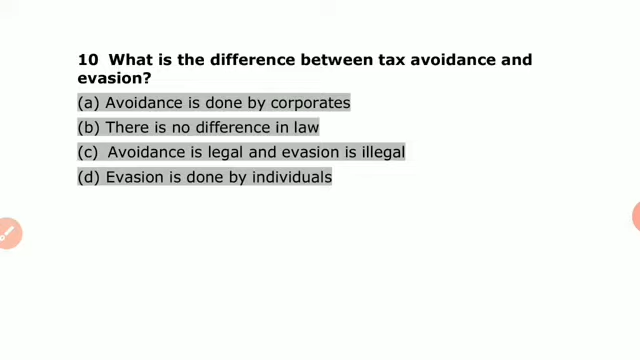 10 What is the difference between tax avoidance and
evasion?
(a) Avoidance is done by corporates
(b) There is no difference in law
(c) Avoidance is legal and evasion is illegal
(d) Evasion is done by individuals